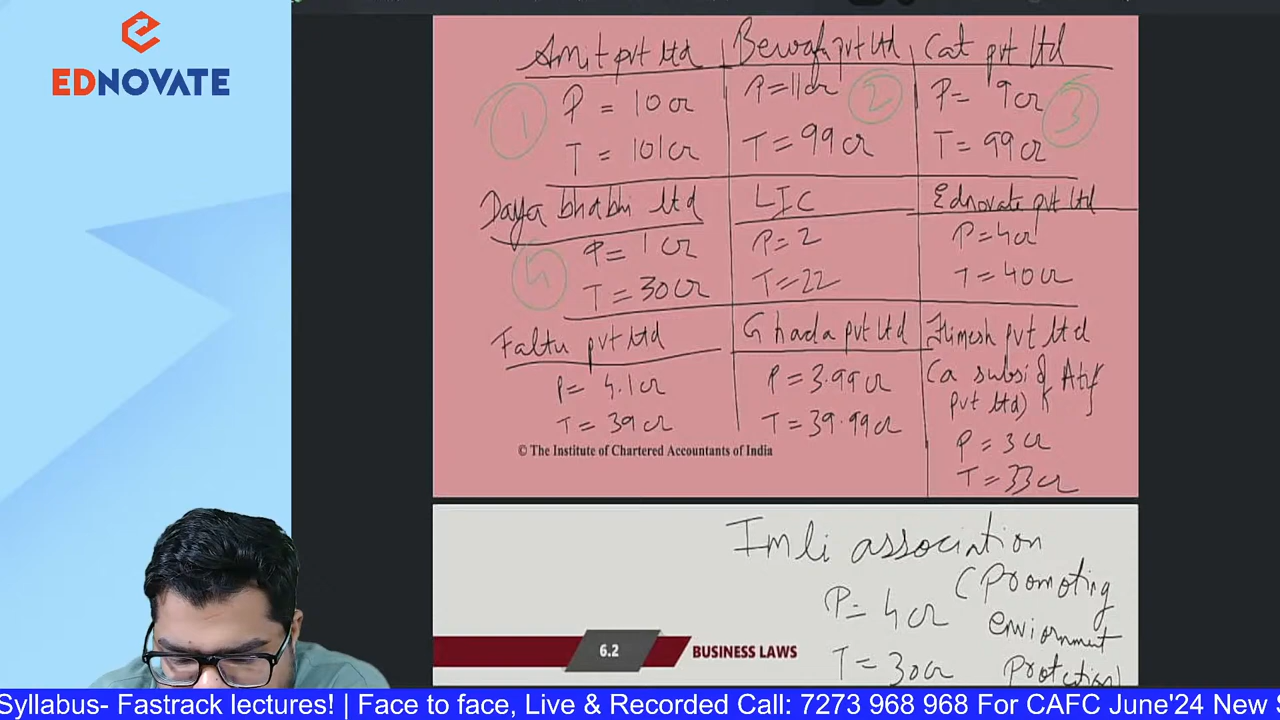 EDNOVATE
Amit pvt ltd
① P = 10 cr
T = 101 cr
Bewafa pvt ltd
P = 11 cr ②
T = 99 cr
Cat pvt ltd
P = 9 cr ③
T = 99 cr
Daya bhabhi ltd
P = 1 cr
T = 30 cr
LIC
P = 2
T = 22
Ednovate pvt ltd
P = 4 cr
T = 40 cr
Faltu pvt ltd
P = 4.1 cr
T = 39 cr
Ghada pvt ltd
P = 3.99 cr
T = 39.99 cr
Himesh pvt ltd
(a subsi of Atif
pvt ltd)
P = 3 cr
T = 33 cr
© The Institute of Chartered Accountants of India
Imli association
(Promoting
enviornment
protection)
P = 4 cr
T = 30 cr
6.2 BUSINESS LAWS
Syllabus- Fastrack lectures! | Face to face, Live & Recorded Call: 7273 968 968 For CAFC June'24 New